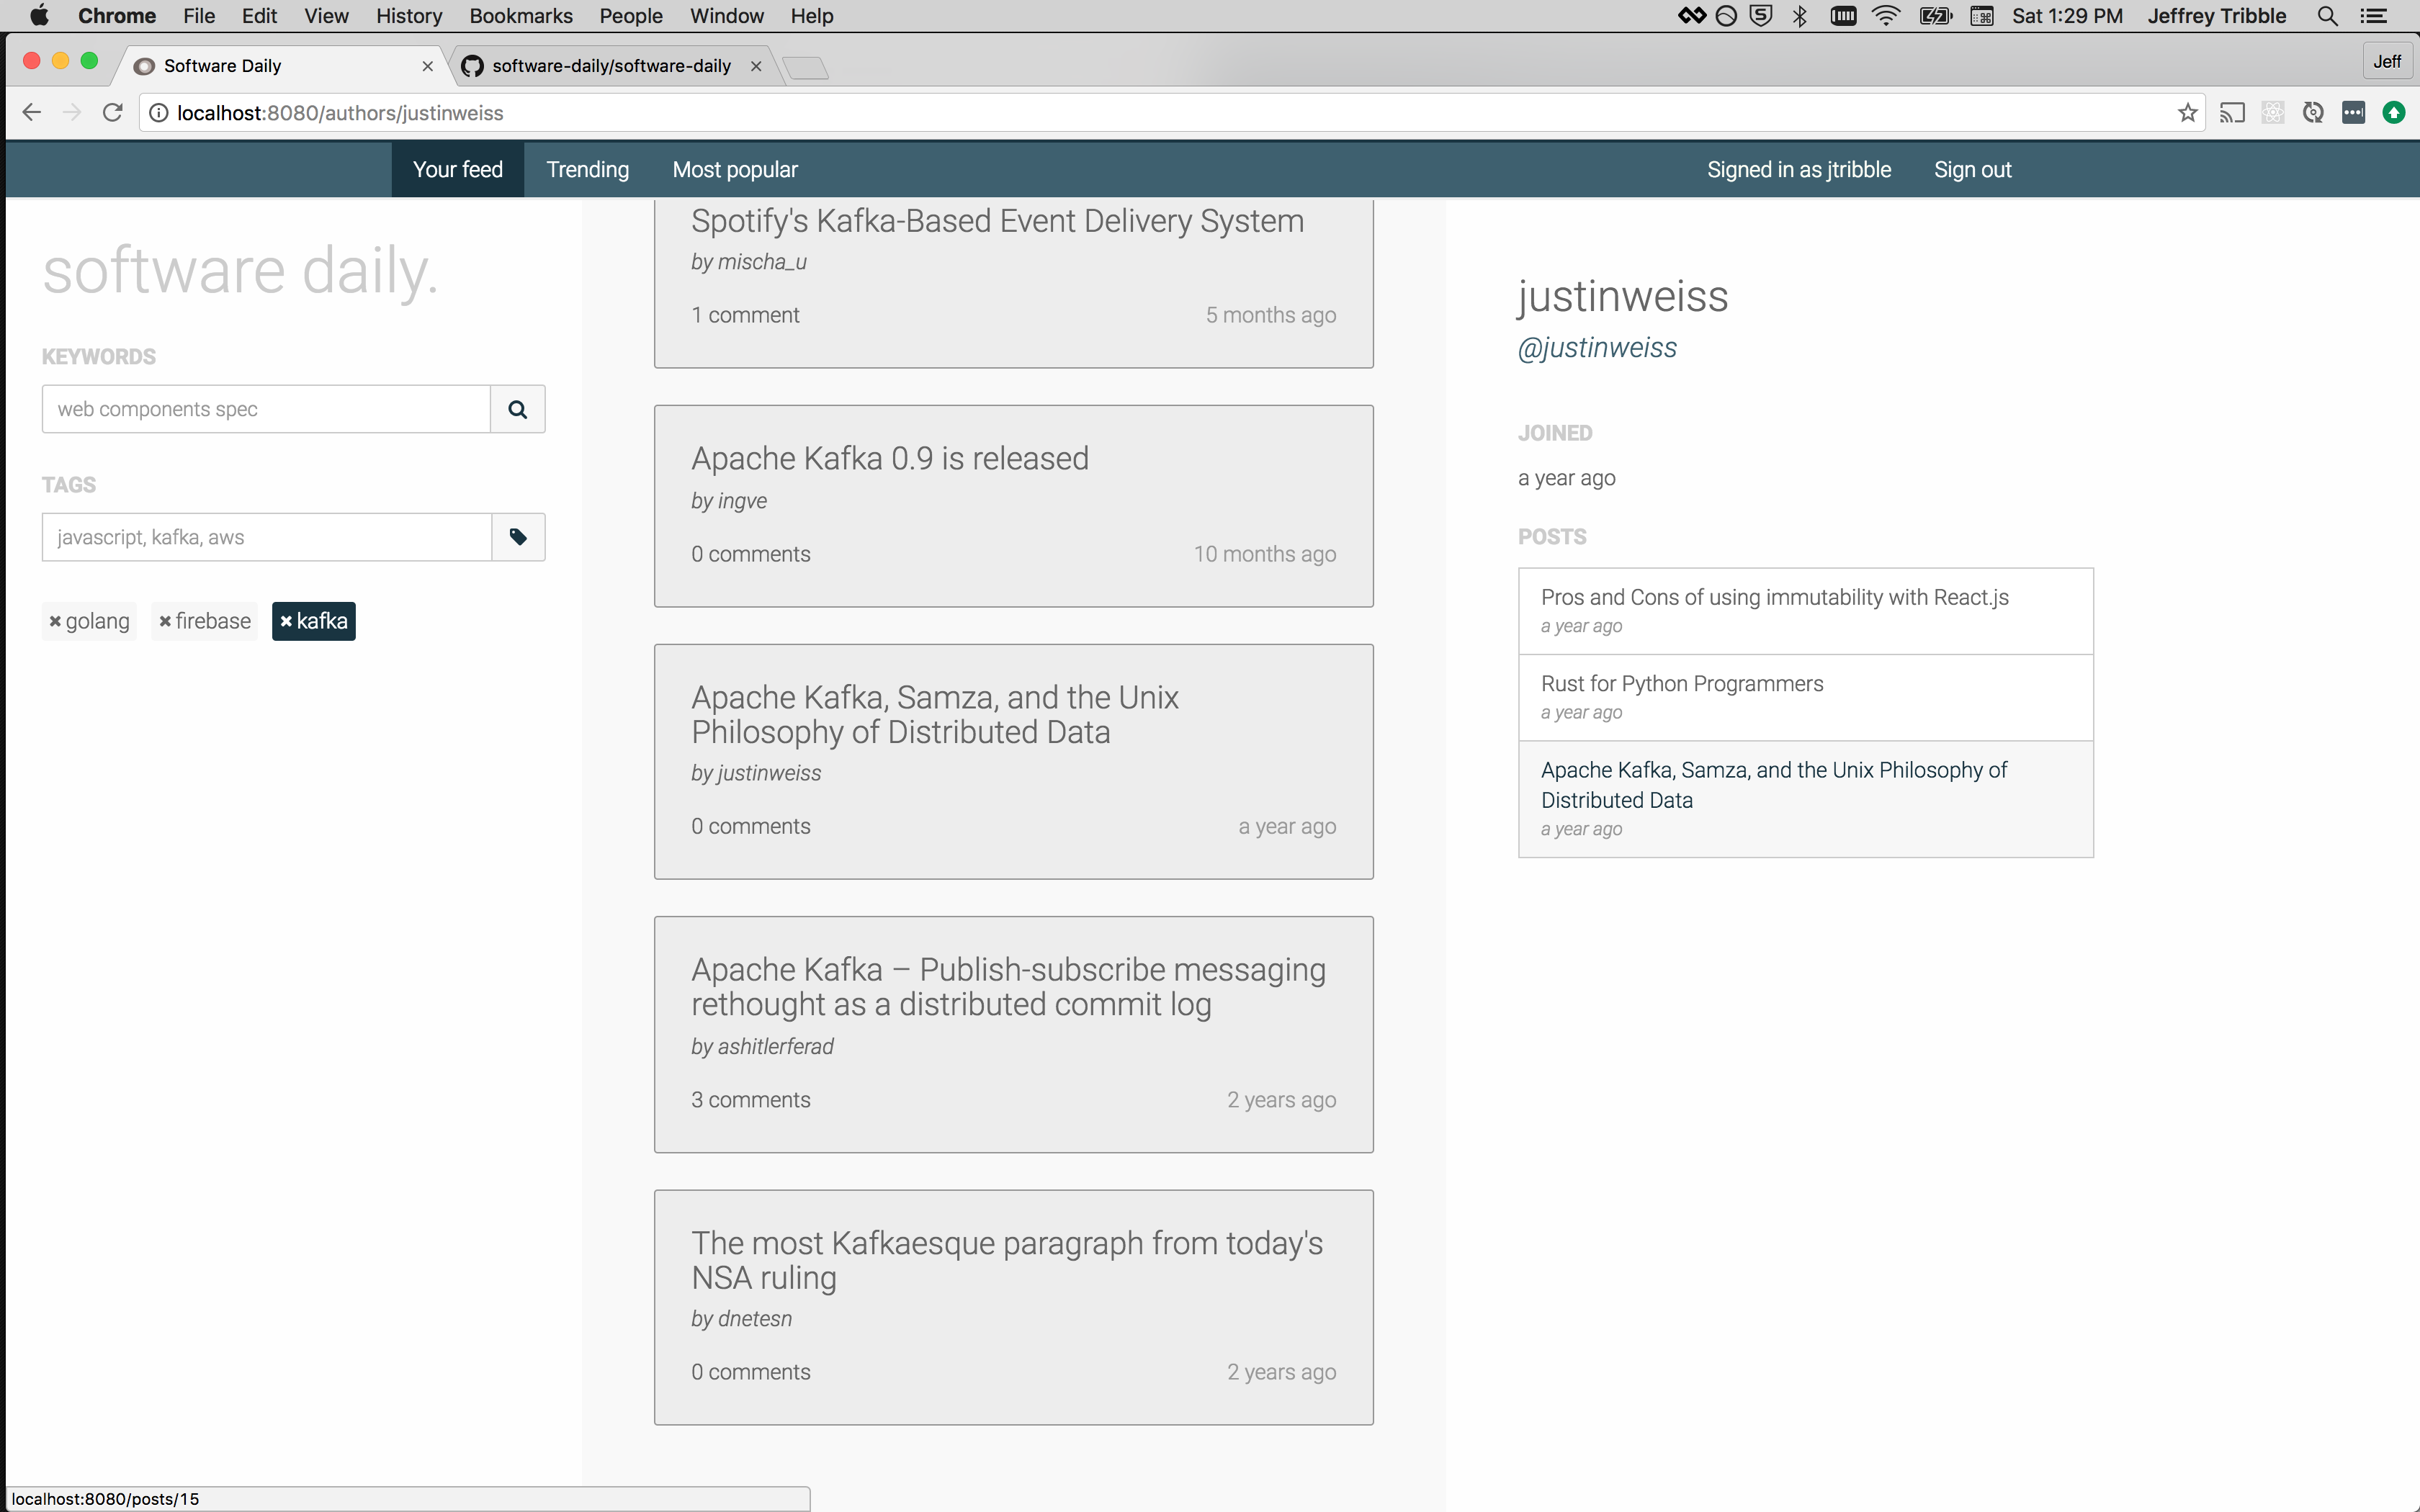 Chrome File Edit View History Bookmarks People Window Help Sat 1:29 PM Jeffrey Tribble
Software Daily software-daily/software-daily Jeff
localhost:8080/authors/justinweiss
Your feed Trending Most popular Signed in as jtribble Sign out
software daily.
KEYWORDS
web components spec
TAGS
javascript, kafka, aws
golang firebase kafka
Spotify's Kafka-Based Event Delivery System
by mischa_u
1 comment 5 months ago
Apache Kafka 0.9 is released
by ingve
0 comments 10 months ago
Apache Kafka, Samza, and the Unix
Philosophy of Distributed Data
by justinweiss
0 comments a year ago
Apache Kafka – Publish-subscribe messaging
rethought as a distributed commit log
by ashitlerferad
3 comments 2 years ago
The most Kafkaesque paragraph from today's
NSA ruling
by dnetesn
0 comments 2 years ago
justinweiss
@justinweiss
JOINED
a year ago
POSTS
Pros and Cons of using immutability with React.js
a year ago
Rust for Python Programmers
a year ago
Apache Kafka, Samza, and the Unix Philosophy of
Distributed Data
a year ago
localhost:8080/posts/15